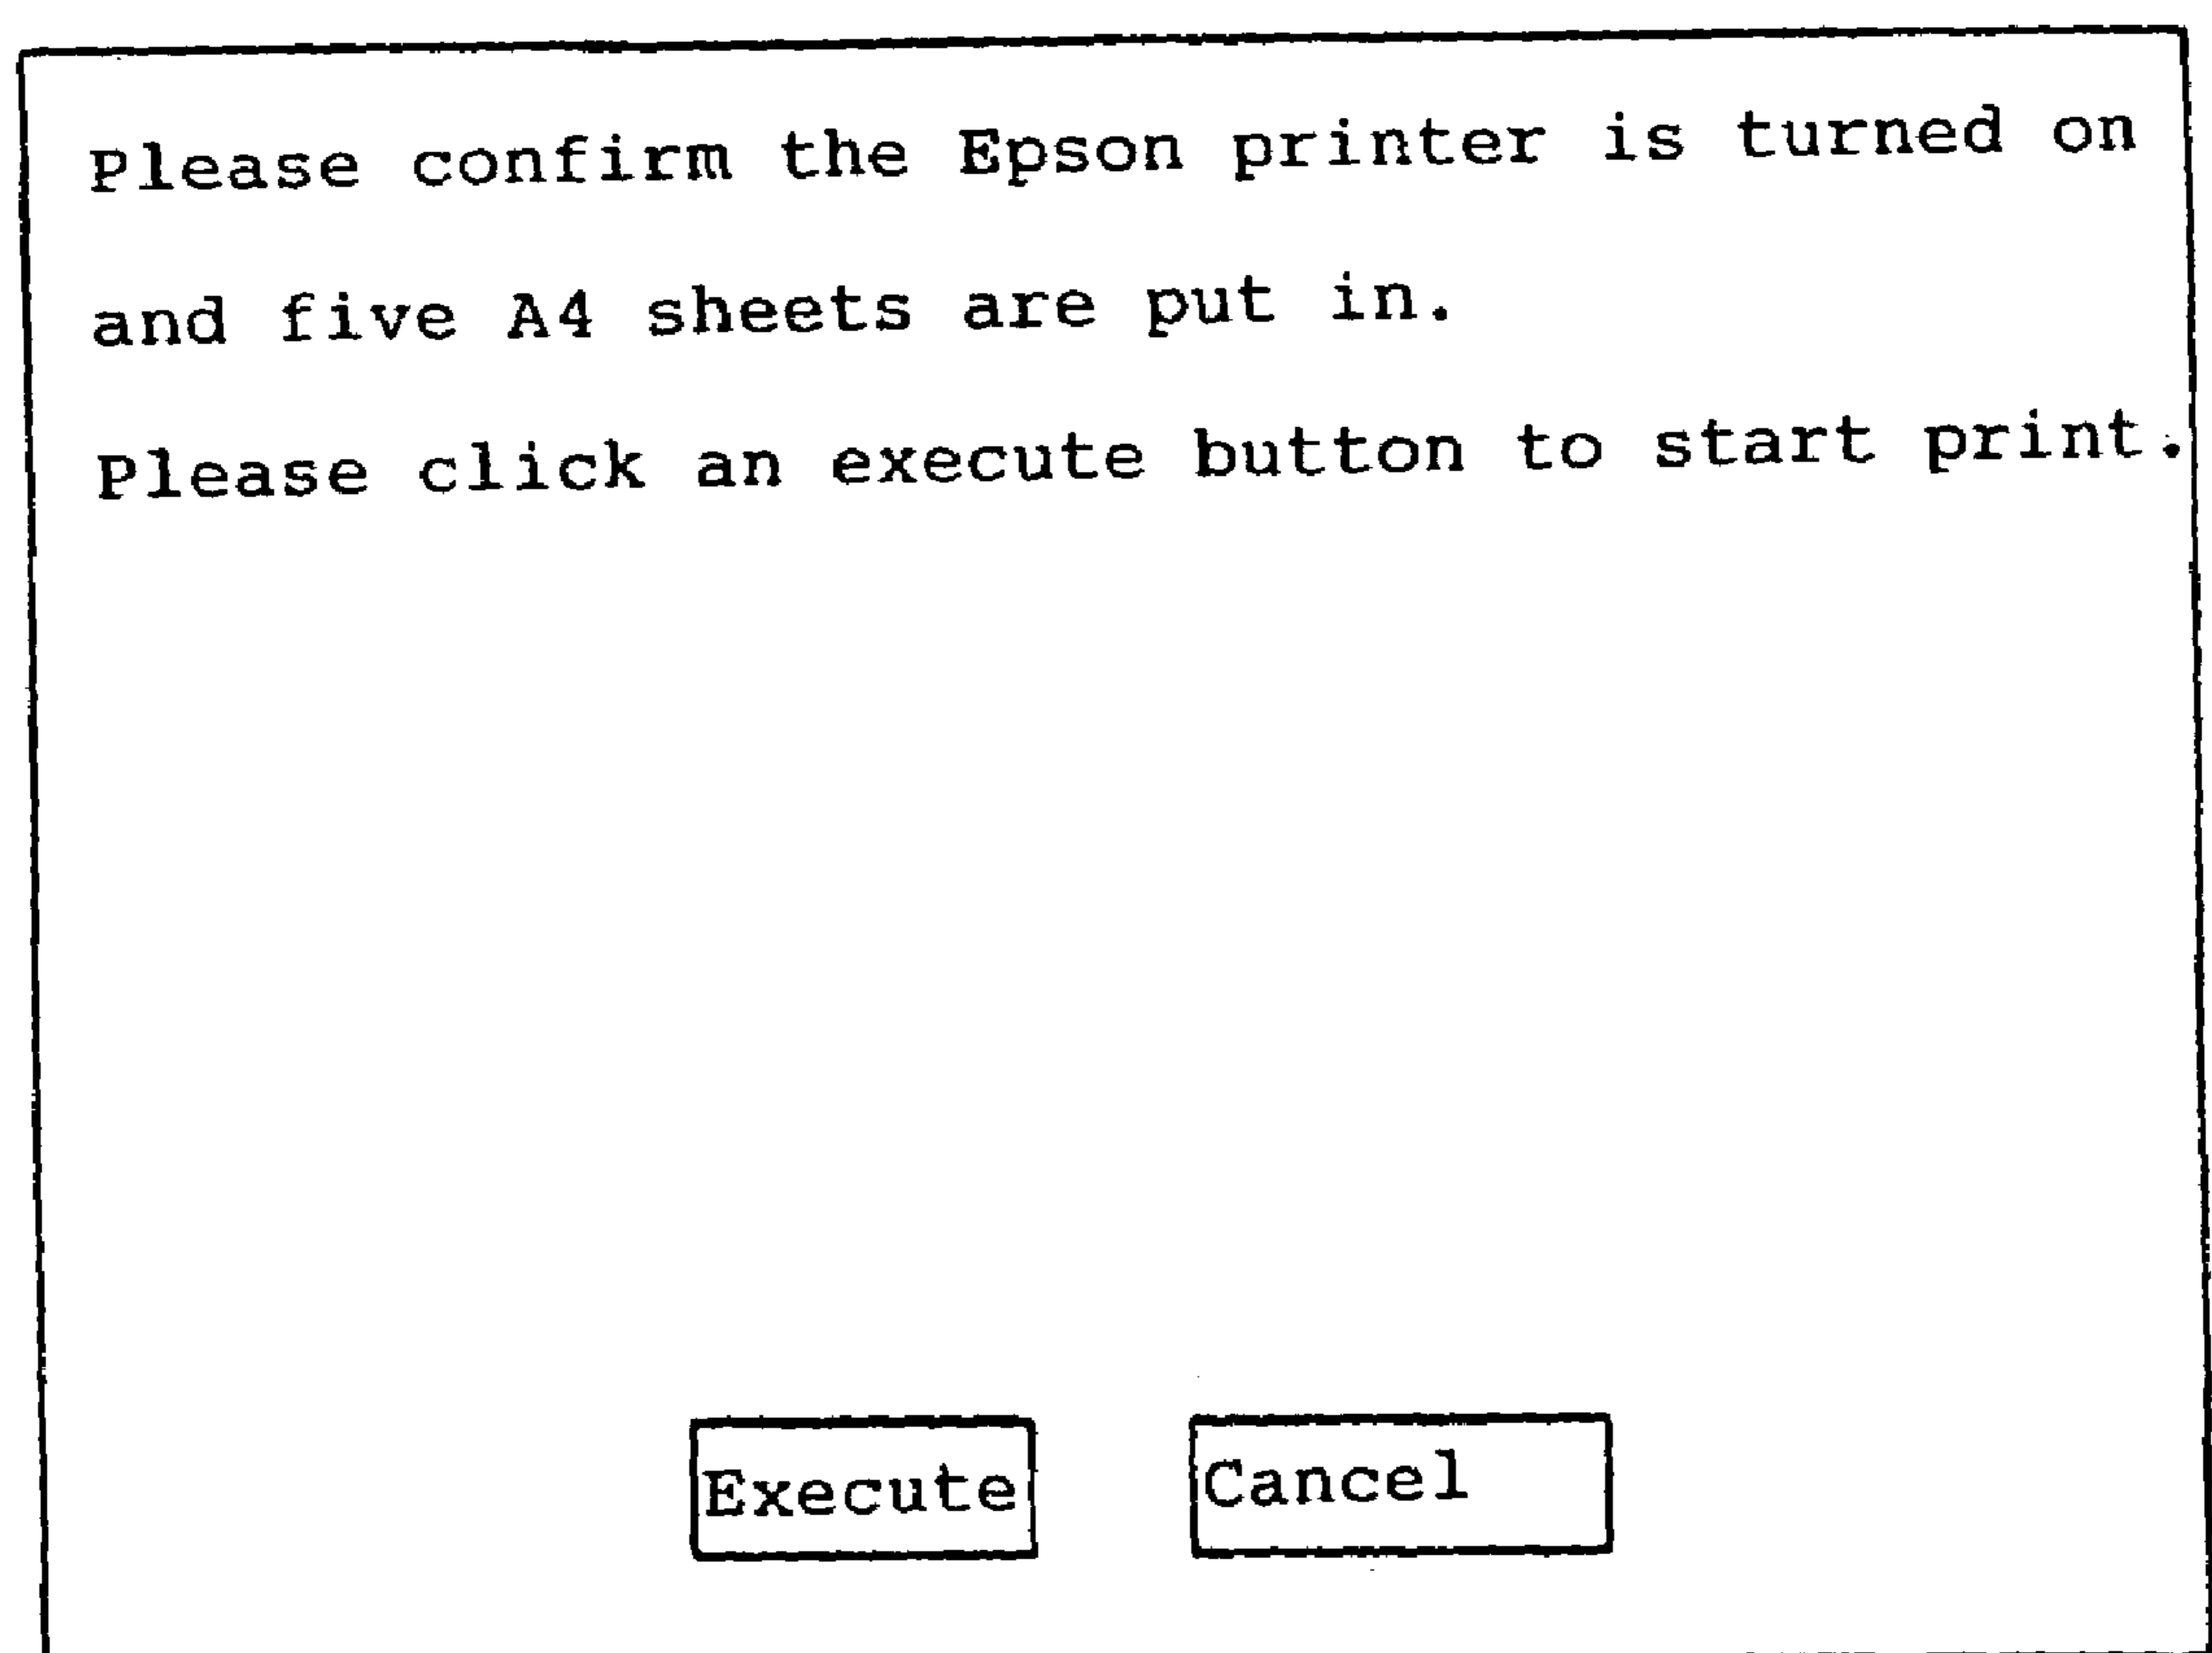 Please confirm the Epson printer is turned on
and five A4 sheets are put in.
Please click an execute button to start print.
Execute
Cancel